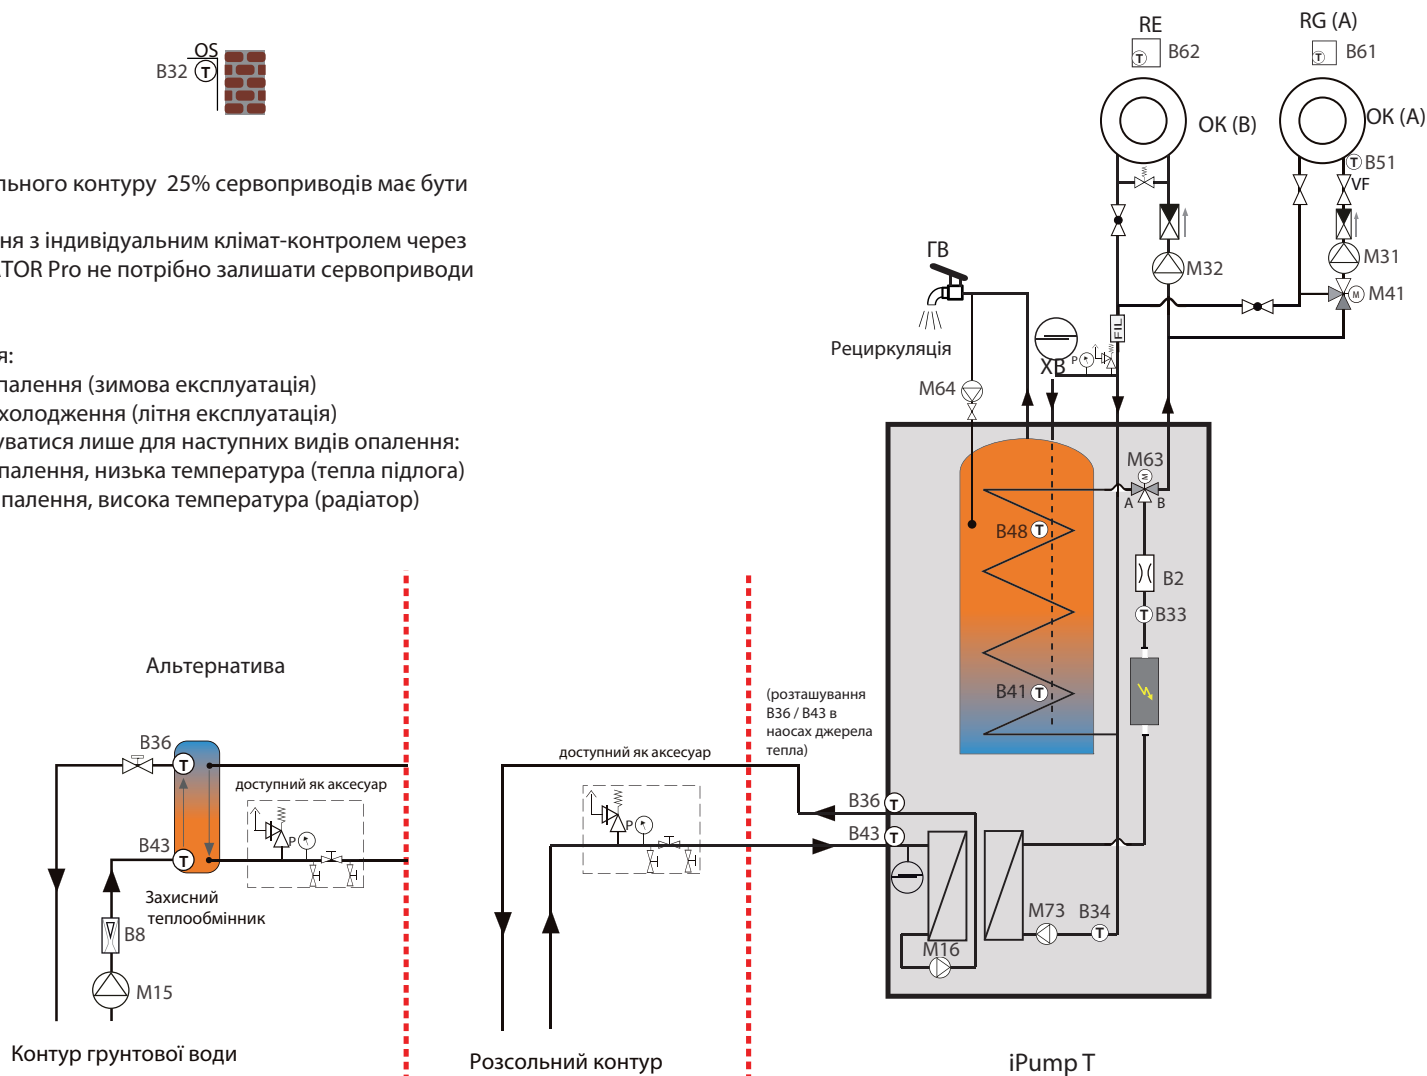 RE
RG (A)
B62
B61
OS
B32
T
T
T
OK (B)
OK (A)
T
B51
VF
льного контуру 25% сервоприводів має бути
ня з індивідуальним клімат-контролем через
ATOR Pro не потрібно залишати сервоприводи
ГВ
M32
M31
M
M41
FIL
Рециркуляція
я:
P
ХВ
палення (зимова експлуатація)
M64
холодження (літня експлуатація)
уватися лише для наступних видів опалення:
палення, низька температура (тепла підлога)
палення, висока температура (радіатор)
M63
M
A
B
B48
T
B2
T
B33
Альтернатива
B41
T
(розташування
B36 / B43 в
наосах джерела
тепла)
B36
T
доступний як аксесуар
доступний як аксесуар
B36
T
P
P
B43
T
B43
T
Захисний
теплообмінник
B8
M73
B34
T
M16
M15
Контур грунтової води
Розсольний контур
iPump T